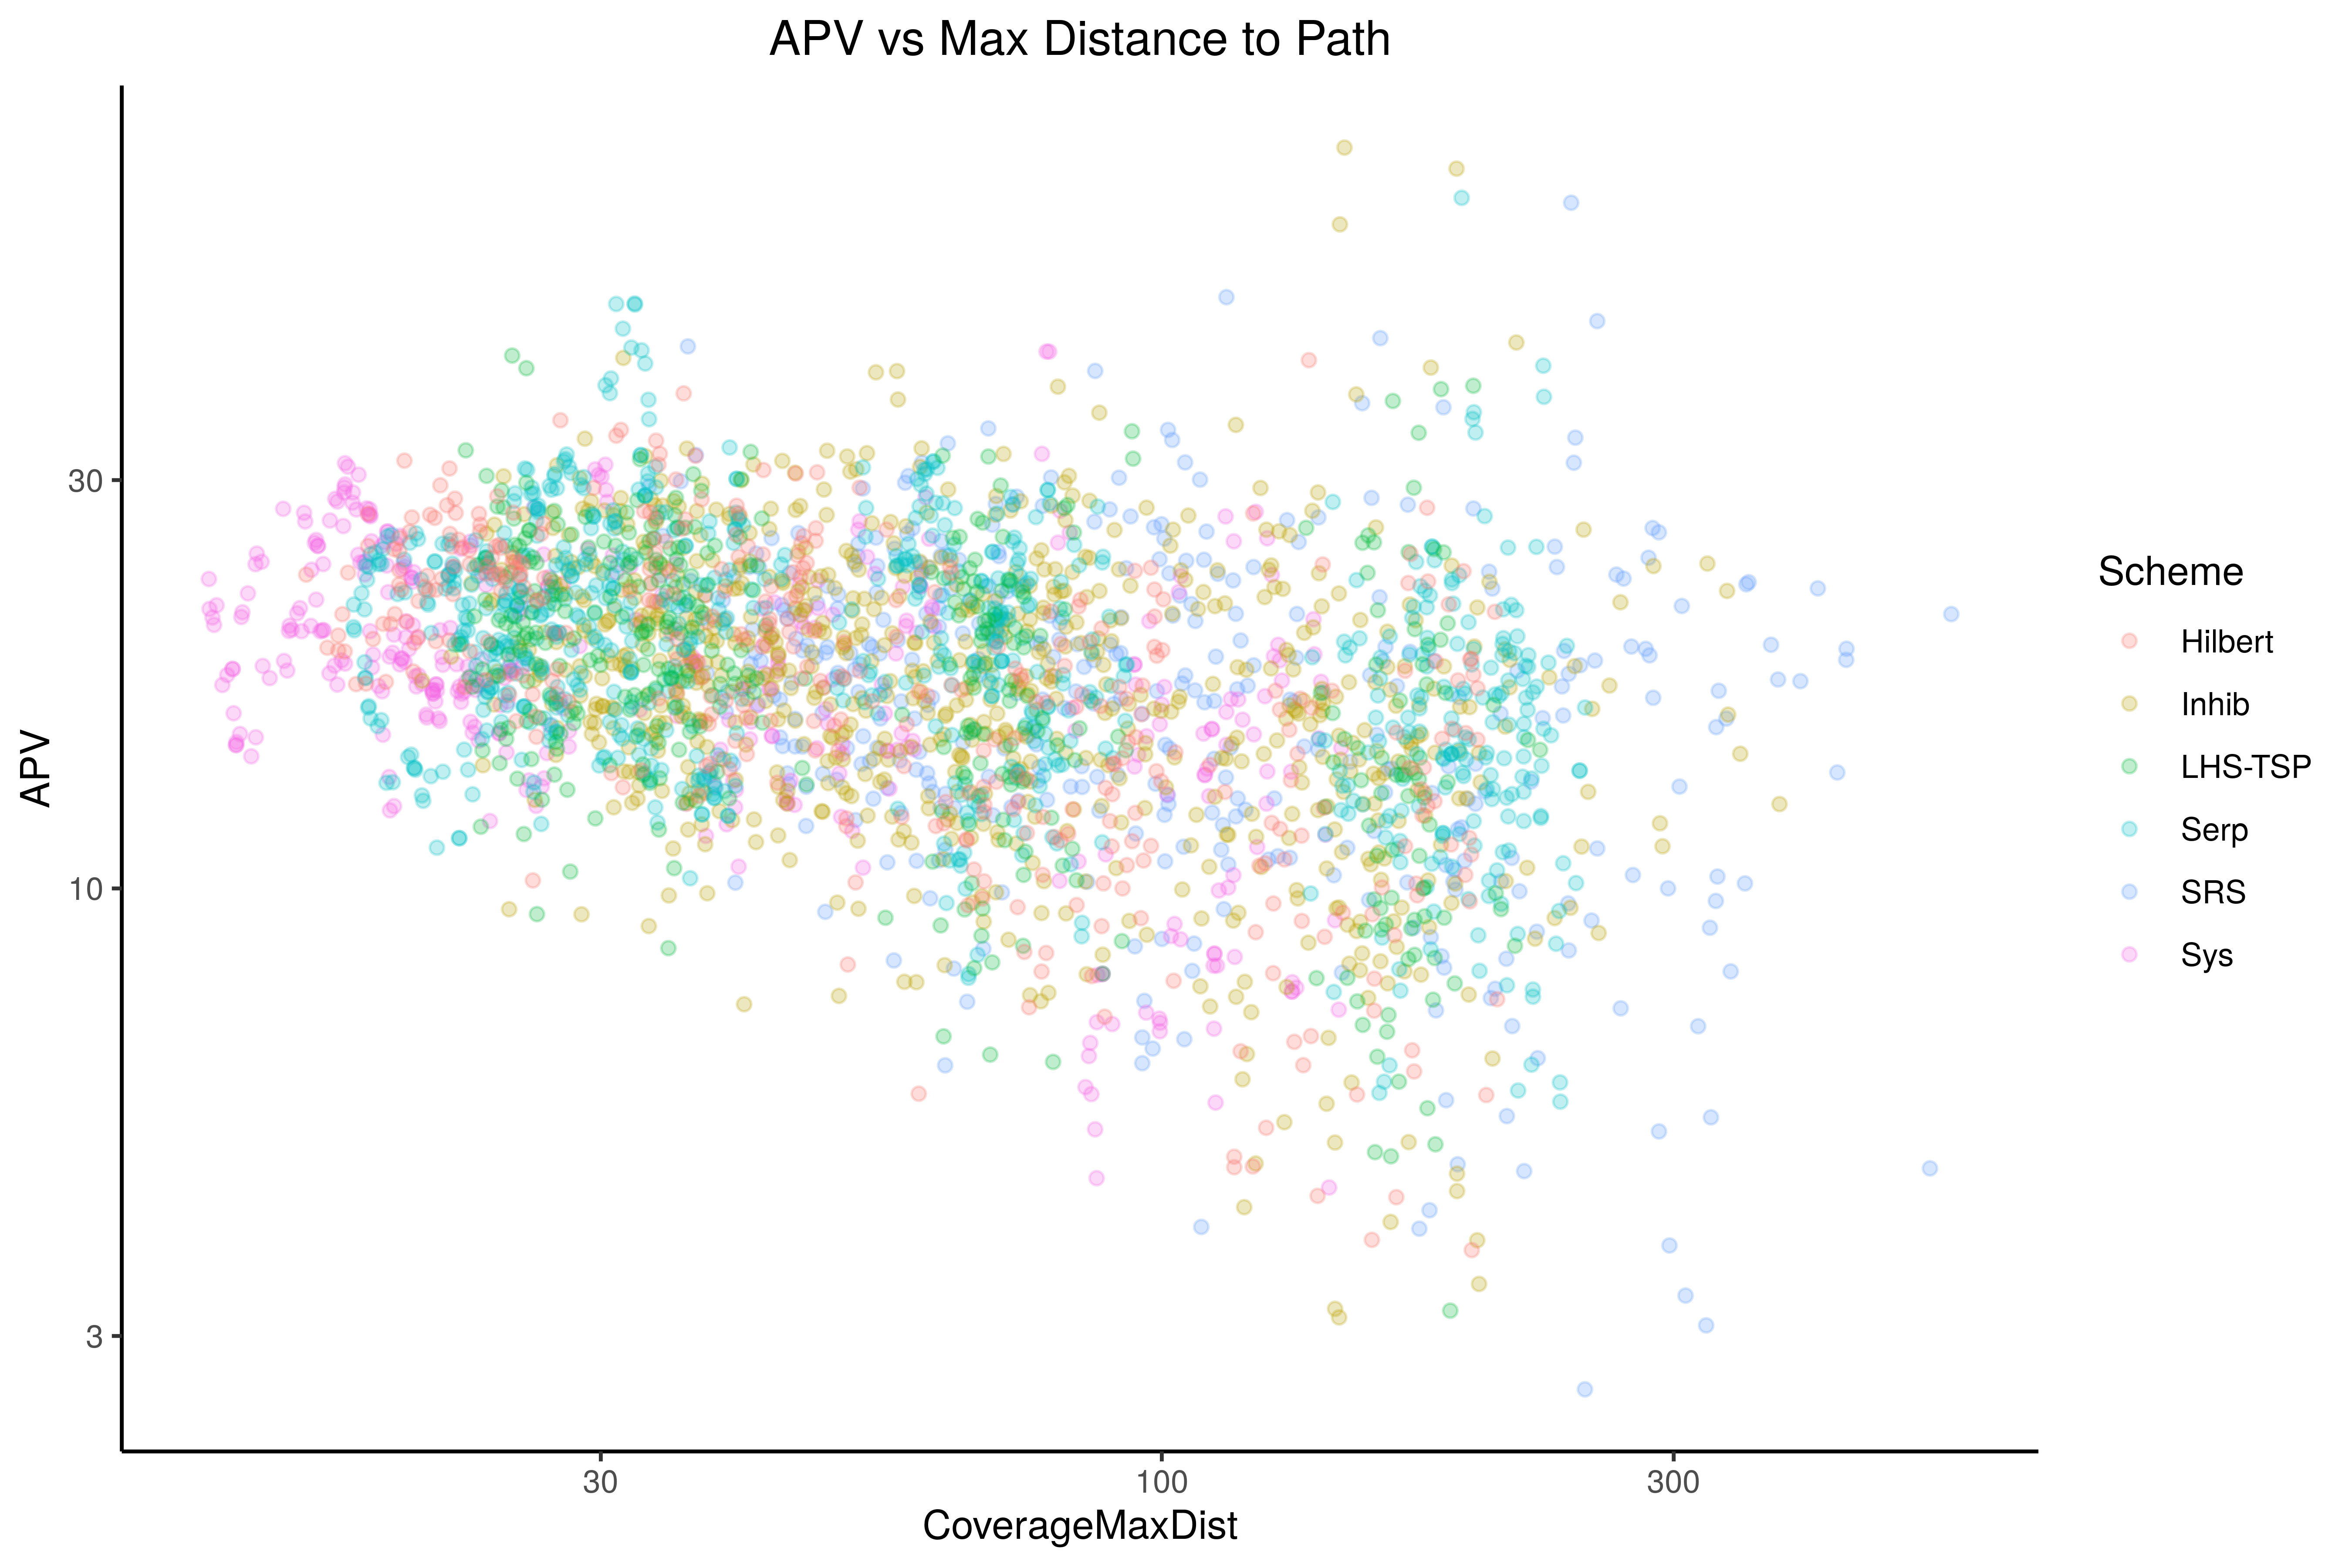 APV vs Max Distance to Path
APV
30
10
3
30
100
300
CoverageMaxDist
Scheme
Hilbert
Inhib
LHS-TSP
Serp
SRS
Sys